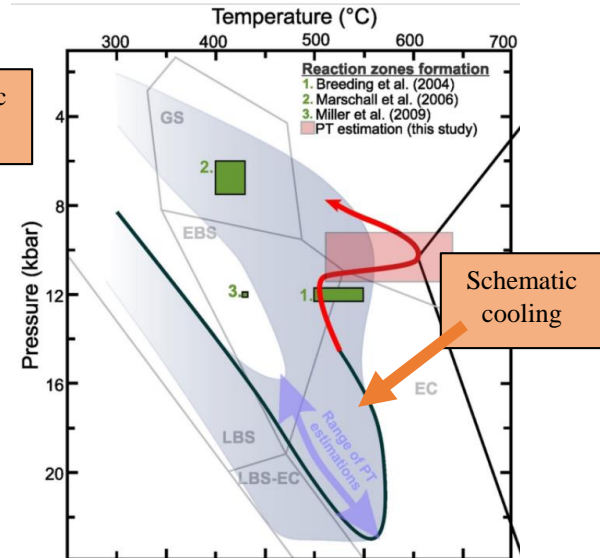 Temperature (°C)
300 400 500 600 700
Reaction zones formation
1. Breeding et al. (2004)
2. Marschall et al. (2006)
3. Miller et al. (2009)
PT estimation (this study)
c
4
GS
2.
8
EBS
Pressure (kbar)
12
3.
1.
Schematic
cooling
16
EC
Range of PT
estimations
LBS
20
LBS-EC